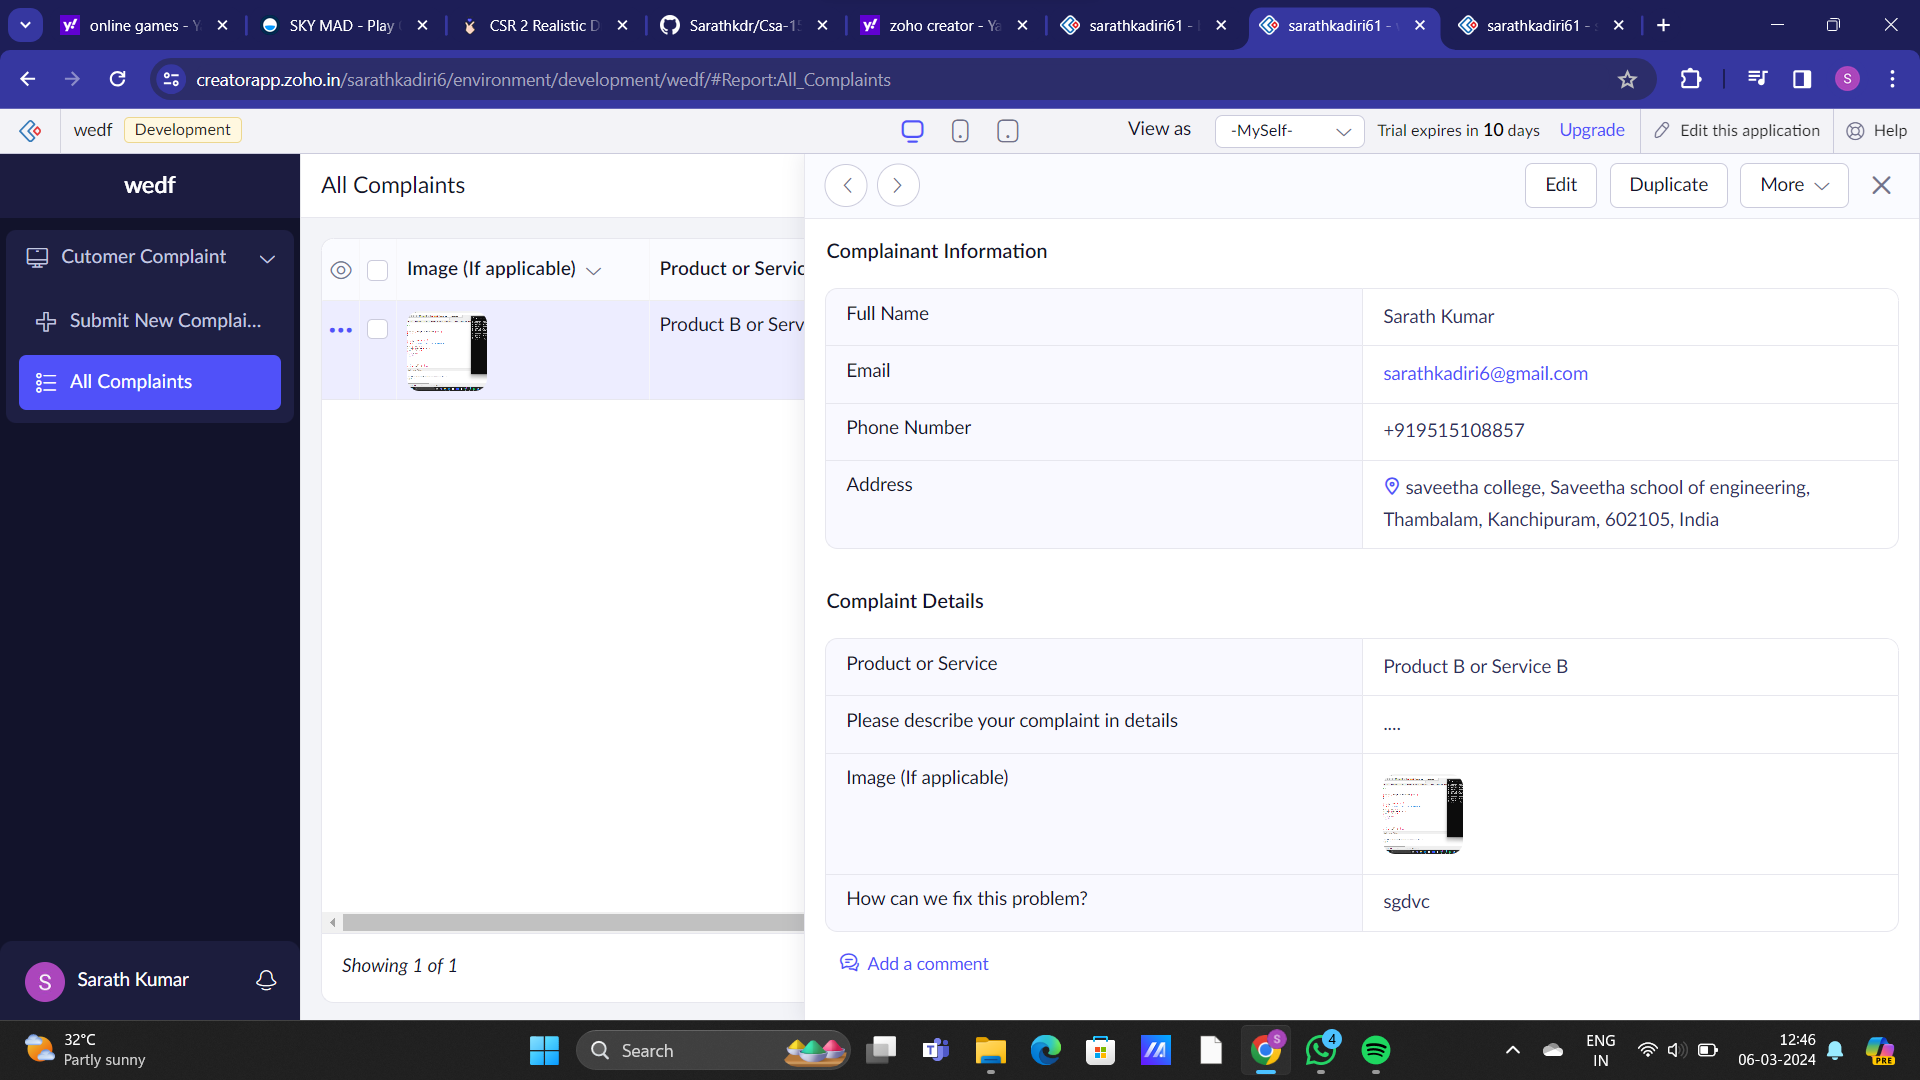 online games - Y
SKY MAD - Play
CSR 2 Realistic D
Sarathkdr/Csa-15
zoho creator - Ya
sarathkadiri61 -
sarathkadiri61 -
sarathkadiri61 -
creatorapp.zoho.in/sarathkadiri6/environment/development/wedf/#Report:All_Complaints
S
wedf
Development
View as
-MySelf-
Trial expires in 10 days
Upgrade
Edit this application
Help
wedf
Cutomer Complaint
Submit New Complai...
All Complaints
S
Sarath Kumar
All Complaints
Image (If applicable)
Product or Servic
Product B or Serv
Showing 1 of 1
Edit
Duplicate
More
Complainant Information
Full Name
Sarath Kumar
Email
sarathkadiri6@gmail.com
Phone Number
+919515108857
Address
saveetha college, Saveetha school of engineering,
Thambalam, Kanchipuram, 602105, India
Complaint Details
Product or Service
Product B or Service B
Please describe your complaint in details
....
Image (If applicable)
How can we fix this problem?
sgdvc
Add a comment
32°C
Partly sunny
Search
S
4
ENG
IN
12:46
06-03-2024
PRE